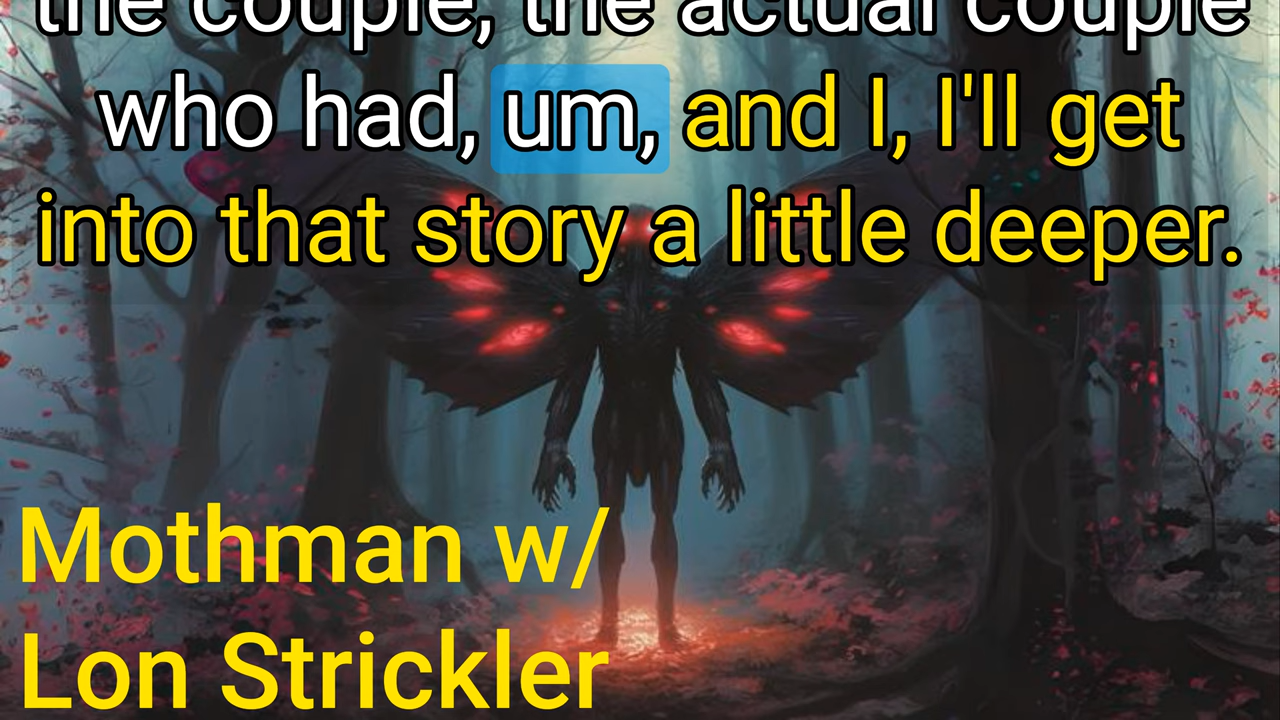 the couple, the actual couple
who had, um, and I, I'll get
into that story a little deeper.
Mothman w/
Lon Strickler